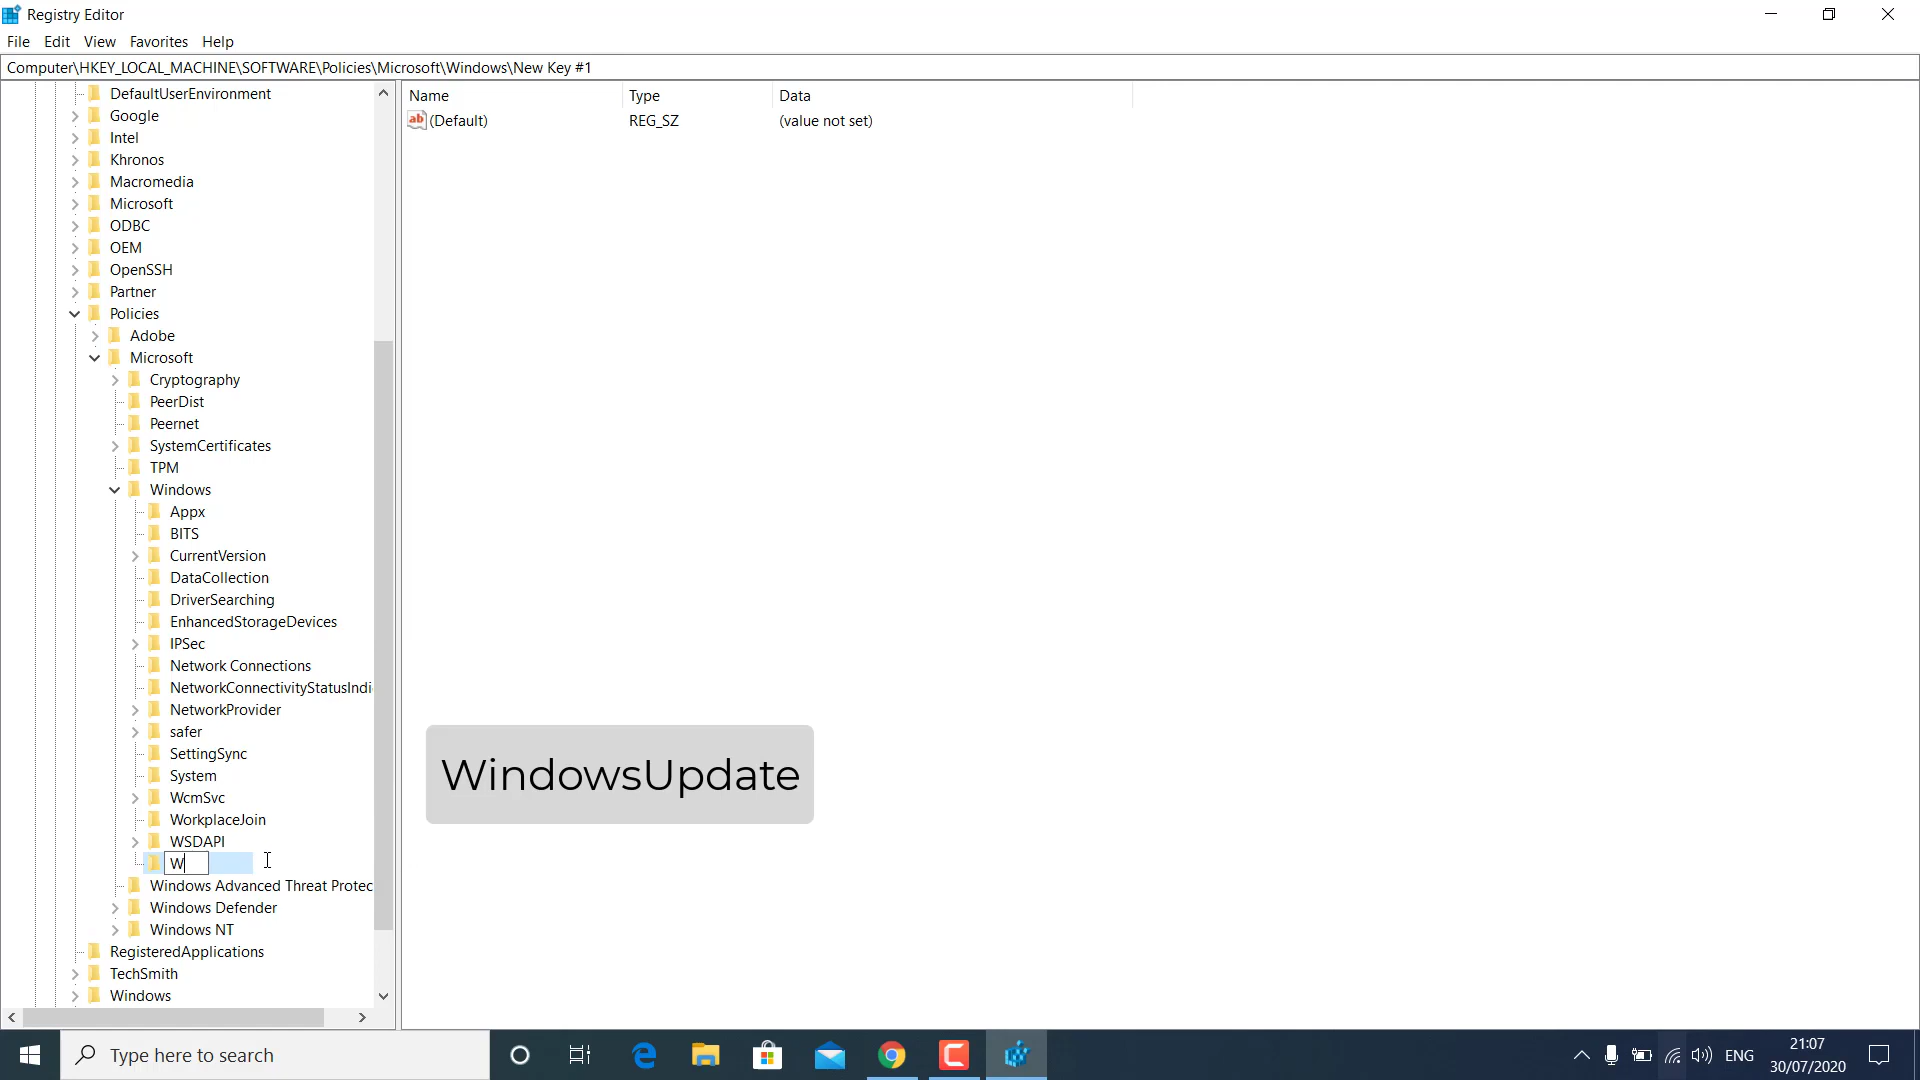 Registry Editor
File Edit View Favorites Help
Computer\HKEY_LOCAL_MACHINE\SOFTWARE\Policies\Microsoft\Windows\New Key #1
Name Type Data
ab (Default) REG_SZ (value not set)
DefaultUserEnvironment
Google
Intel
Khronos
Macromedia
Microsoft
ODBC
OEM
OpenSSH
Partner
Policies
Adobe
Microsoft
Cryptography
PeerDist
Peernet
SystemCertificates
TPM
Windows
Appx
BITS
CurrentVersion
DataCollection
DriverSearching
EnhancedStorageDevices
IPSec
Network Connections
NetworkConnectivityStatusIndi
NetworkProvider
safer
SettingSync
System
WcmSvc
WorkplaceJoin
WSDAPI
W
Windows Advanced Threat Protec
Windows Defender
Windows NT
RegisteredApplications
TechSmith
Windows
WindowsUpdate
Type here to search
ENG
21:07
30/07/2020